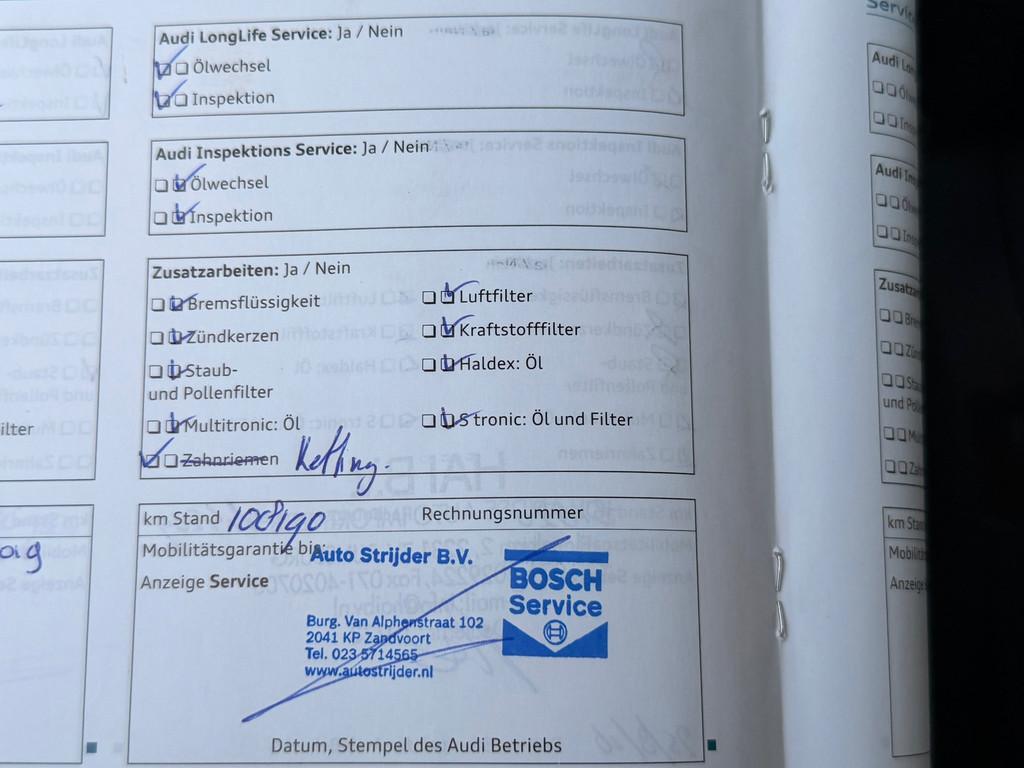 Audi LongLife Service: Ja / Nein
Ölwechsel
Inspektion
Audi Inspektions Service: Ja / Nein
Ölwechsel
Inspektion
Zusatzarbeiten: Ja / Nein
Bremsflüssigkeit
Luftfilter
Zündkerzen
Kraftstofffilter
Staub-
und Pollenfilter
Haldex: Öl
Multitronic: Öl
S tronic: Öl und Filter
Zahnriemen Ketting.
km Stand
Rechnungsnummer
Mobilitätsgarantie bis:
Anzeige Service
Auto Strijder B.V.
Burg. Van Alphenstraat 102
2041 KP Zandvoort
Tel. 023 5714565
www.autostrijder.nl
BOSCH
Service
Datum, Stempel des Audi Betriebs
Audi
Audi
km